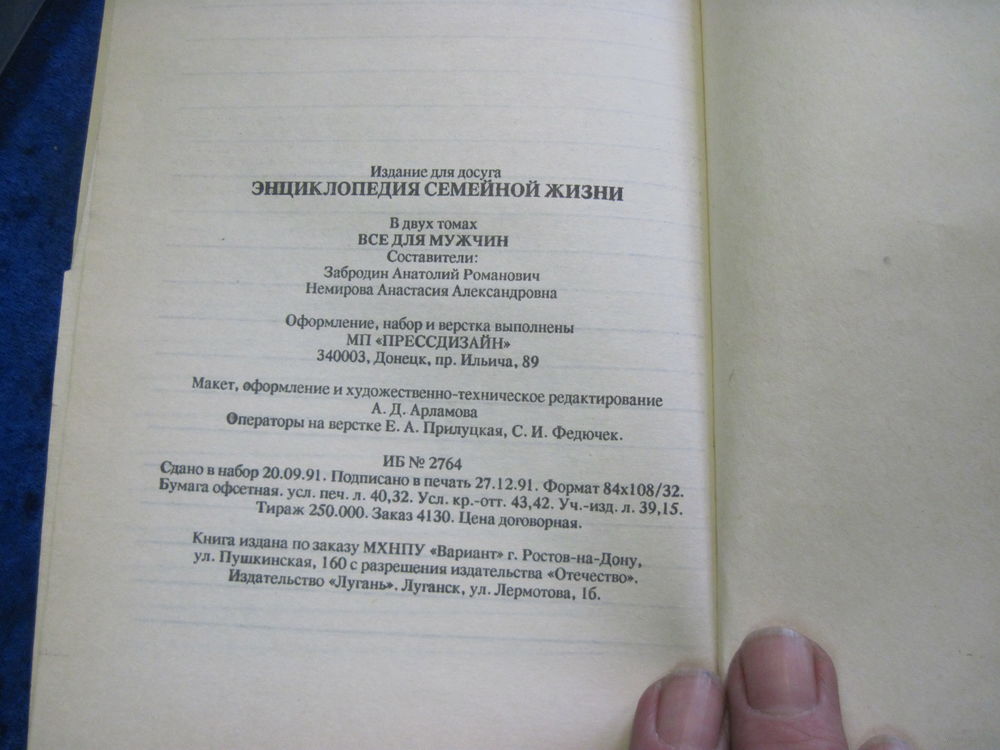 Издание для досуга
ЭНЦИКЛОПЕДИЯ СЕМЕЙНОЙ ЖИЗНИ
В двух томах
ВСЕ ДЛЯ МУЖЧИН
Составители:
Забродин Анатолий Романович
Немирова Анастасия Александровна
Оформление, набор и верстка выполнены
МП «ПРЕССДИЗАЙН»
340003, Донецк, пр. Ильича, 89
Макет, оформление и художественно-техническое редактирование
А. Д. Арламова
Операторы на верстке Е. А. Прилуцкая, С. И. Федючек.
ИБ № 2764
Сдано в набор 20.09.91. Подписано в печать 27.12.91. Формат 84х108/32.
Бумага офсетная. усл. печ. л. 40,32. Усл. кр.-отт. 43,42. Уч.-изд. л. 39,15.
Тираж 250.000. Заказ 4130. Цена договорная.
Книга издана по заказу МХНПУ «Вариант» г. Ростов-на-Дону,
ул. Пушкинская, 160 с разрешения издательства «Отечество».
Издательство «Лугань». Луганск, ул. Лермотова, 1б.